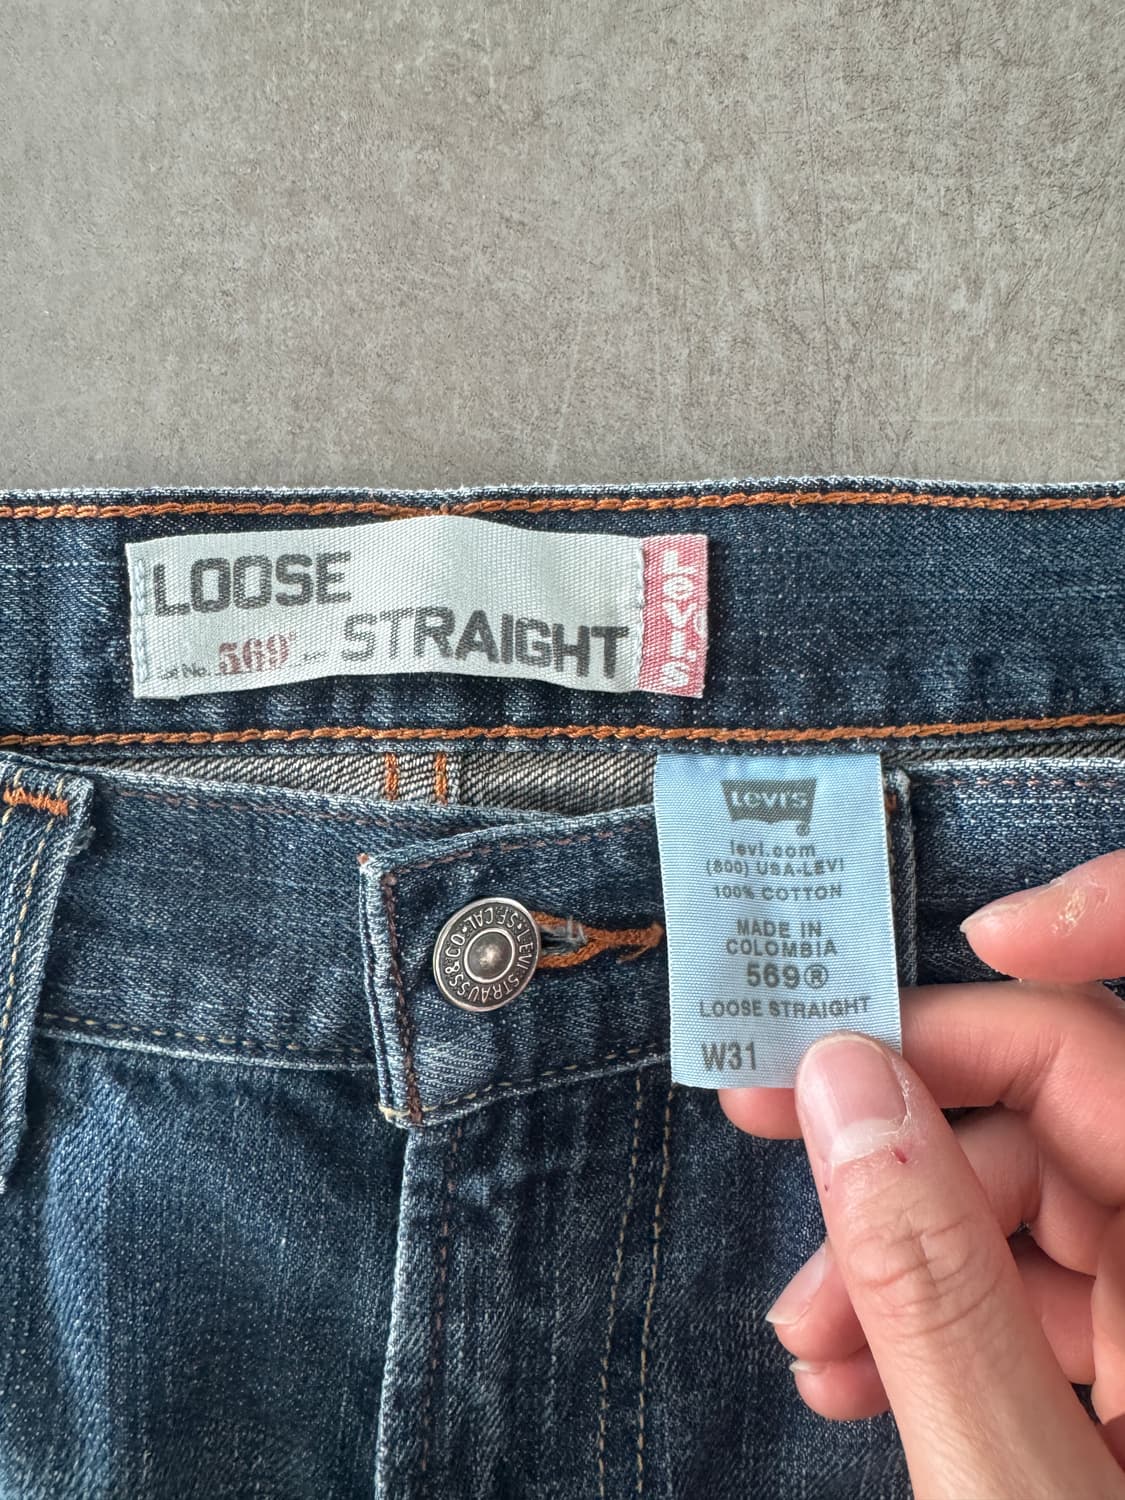 LOOSE
STRAIGHT
No. 569®
LEVI'S
LEVI STRAUSS & CO. S.F. CAL.
LEVI'S®
levi.com
(800) USA-LEVI
100% COTTON
MADE IN
COLOMBIA
569®
LOOSE STRAIGHT
W31